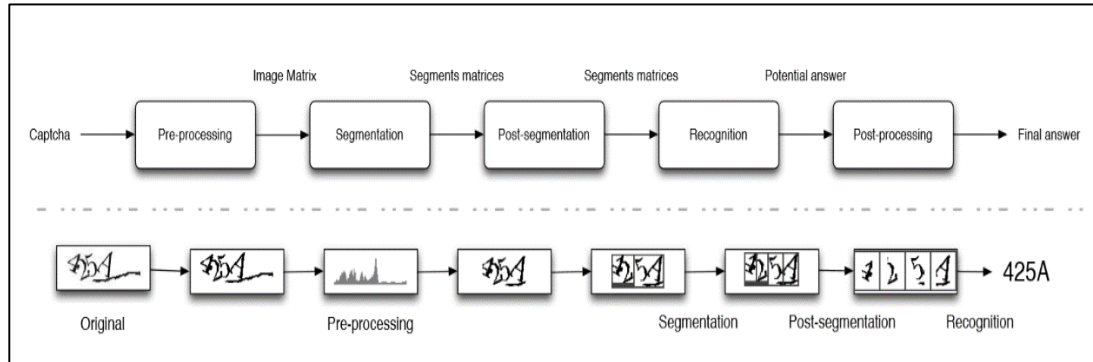 Image Matrix Segments matrices Segments matrices Potential answer
Captcha Pre-processing Segmentation Post-segmentation Recognition Post-processing Final answer
425A
Original Pre-processing Segmentation Post-segmentation Recognition